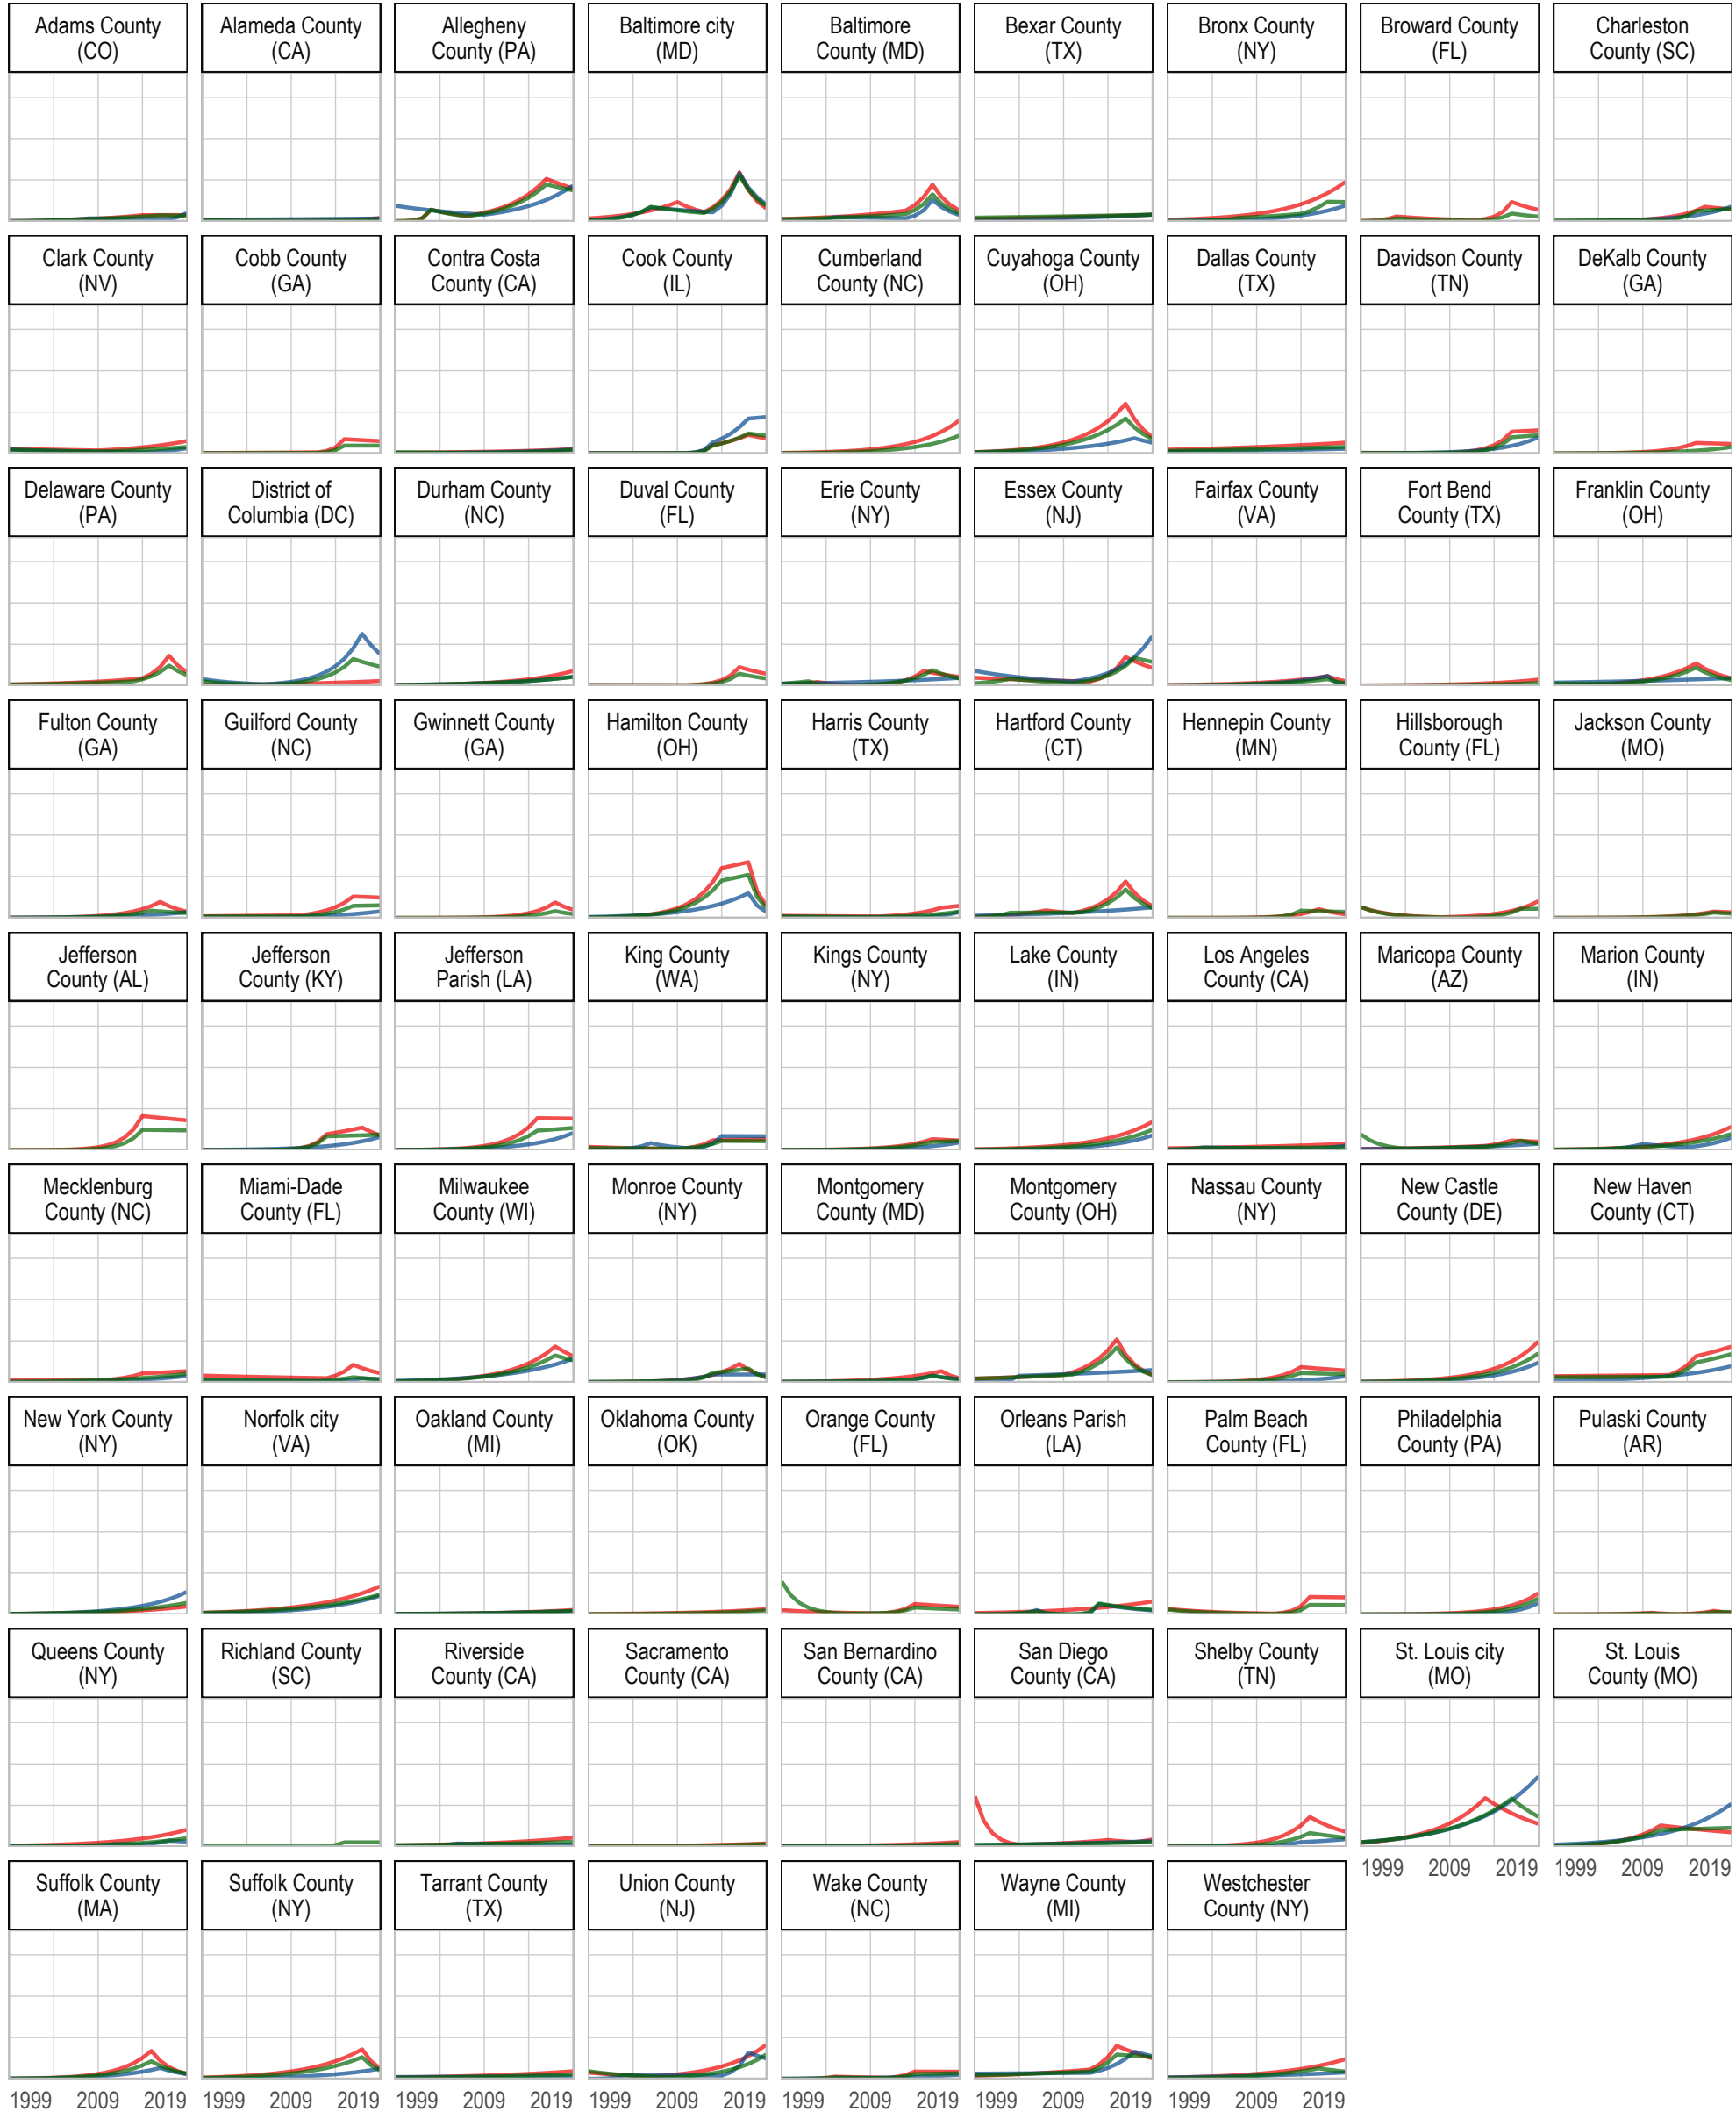 Adams County
(CO)
Alameda County
(CA)
Allegheny
County (PA)
Baltimore city
(MD)
Baltimore
County (MD)
Bexar County
(TX)
Bronx County
(NY)
Broward County
(FL)
Charleston
County (SC)
Clark County
(NV)
Cobb County
(GA)
Contra Costa
County (CA)
Cook County
(IL)
Cumberland
County (NC)
Cuyahoga County
(OH)
Dallas County
(TX)
Davidson County
(TN)
DeKalb County
(GA)
Delaware County
(PA)
District of
Columbia (DC)
Durham County
(NC)
Duval County
(FL)
Erie County
(NY)
Essex County
(NJ)
Fairfax County
(VA)
Fort Bend
County (TX)
Franklin County
(OH)
Fulton County
(GA)
Guilford County
(NC)
Gwinnett County
(GA)
Hamilton County
(OH)
Harris County
(TX)
Hartford County
(CT)
Hennepin County
(MN)
Hillsborough
County (FL)
Jackson County
(MO)
Jefferson
County (AL)
Jefferson
County (KY)
Jefferson
Parish (LA)
King County
(WA)
Kings County
(NY)
Lake County
(IN)
Los Angeles
County (CA)
Maricopa County
(AZ)
Marion County
(IN)
Mecklenburg
County (NC)
Miami-Dade
County (FL)
Milwaukee
County (WI)
Monroe County
(NY)
Montgomery
County (MD)
Montgomery
County (OH)
Nassau County
(NY)
New Castle
County (DE)
New Haven
County (CT)
New York County
(NY)
Norfolk city
(VA)
Oakland County
(MI)
Oklahoma County
(OK)
Orange County
(FL)
Orleans Parish
(LA)
Palm Beach
County (FL)
Philadelphia
County (PA)
Pulaski County
(AR)
Queens County
(NY)
Richland County
(SC)
Riverside
County (CA)
Sacramento
County (CA)
San Bernardino
County (CA)
San Diego
County (CA)
Shelby County
(TN)
St. Louis city
(MO)
St. Louis
County (MO)
1999 2009 2019
1999 2009 2019
Suffolk County
(MA)
Suffolk County
(NY)
Tarrant County
(TX)
Union County
(NJ)
Wake County
(NC)
Wayne County
(MI)
Westchester
County (NY)
1999 2009 2019
1999 2009 2019
1999 2009 2019
1999 2009 2019
1999 2009 2019
1999 2009 2019
1999 2009 2019